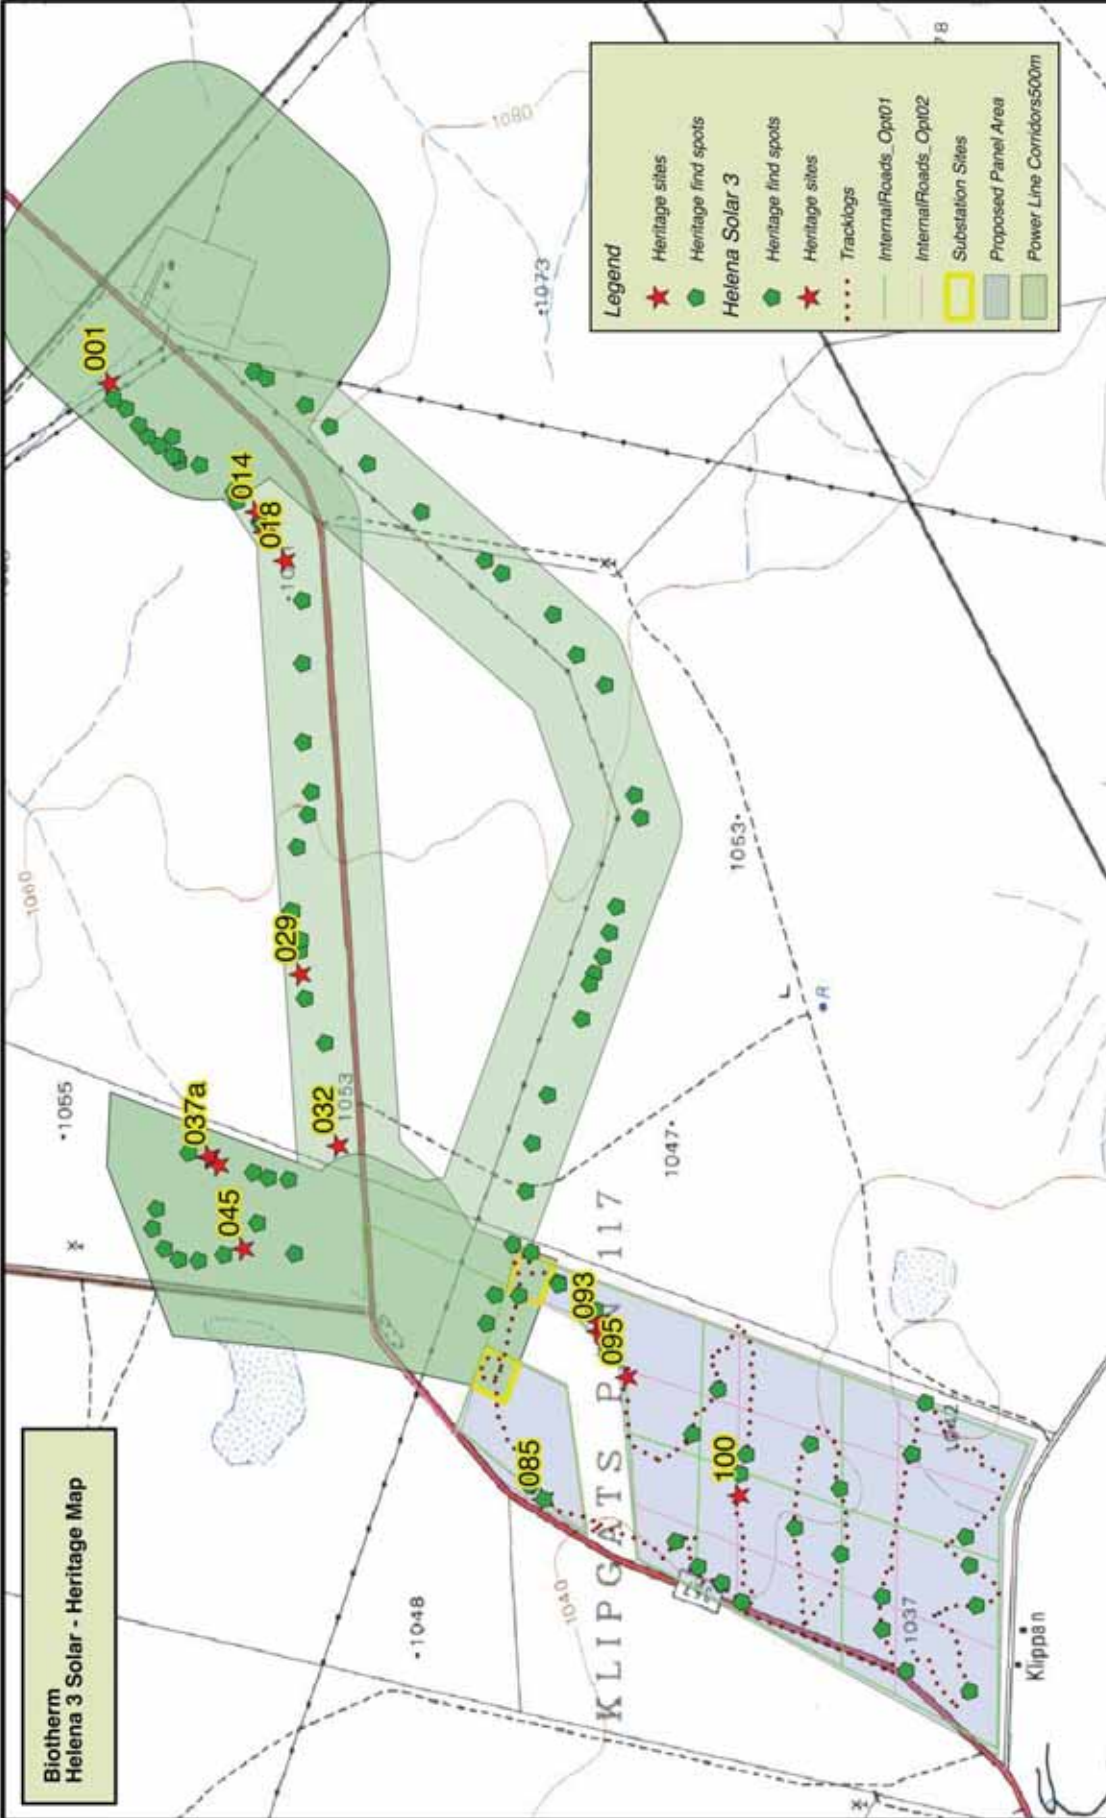 Biotherm
Helena 3 Solar - Heritage Map
001
014
018
029
032
037a
045
085
093
095
100
1060
1055
1053
1080
1073
1053
1047
1048
1040
1037
117
KLIPGATS
Klippan
L
R
78
Legend
Heritage sites
Heritage find spots
Helena Solar 3
Heritage find spots
Heritage sites
Tracklogs
InternalRoads_Opt01
InternalRoads_Opt02
Substation Sites
Proposed Panel Area
Power Line Corridors500m